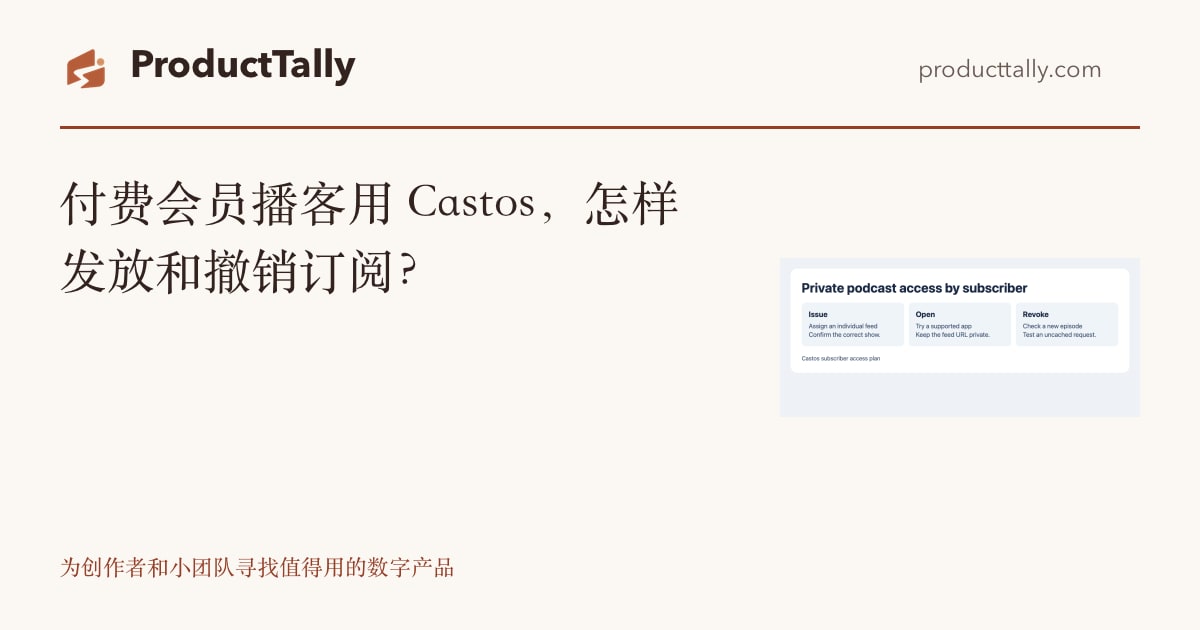 ProductTally
producttally.com
付费会员播客用 Castos，怎样
发放和撤销订阅？
Private podcast access by subscriber
Issue
Assign an individual feed
Confirm the correct show.
Open
Try a supported app
Keep the feed URL private.
Revoke
Check a new episode
Test an uncached request.
Castos subscriber access plan
为创作者和小团队寻找值得用的数字产品